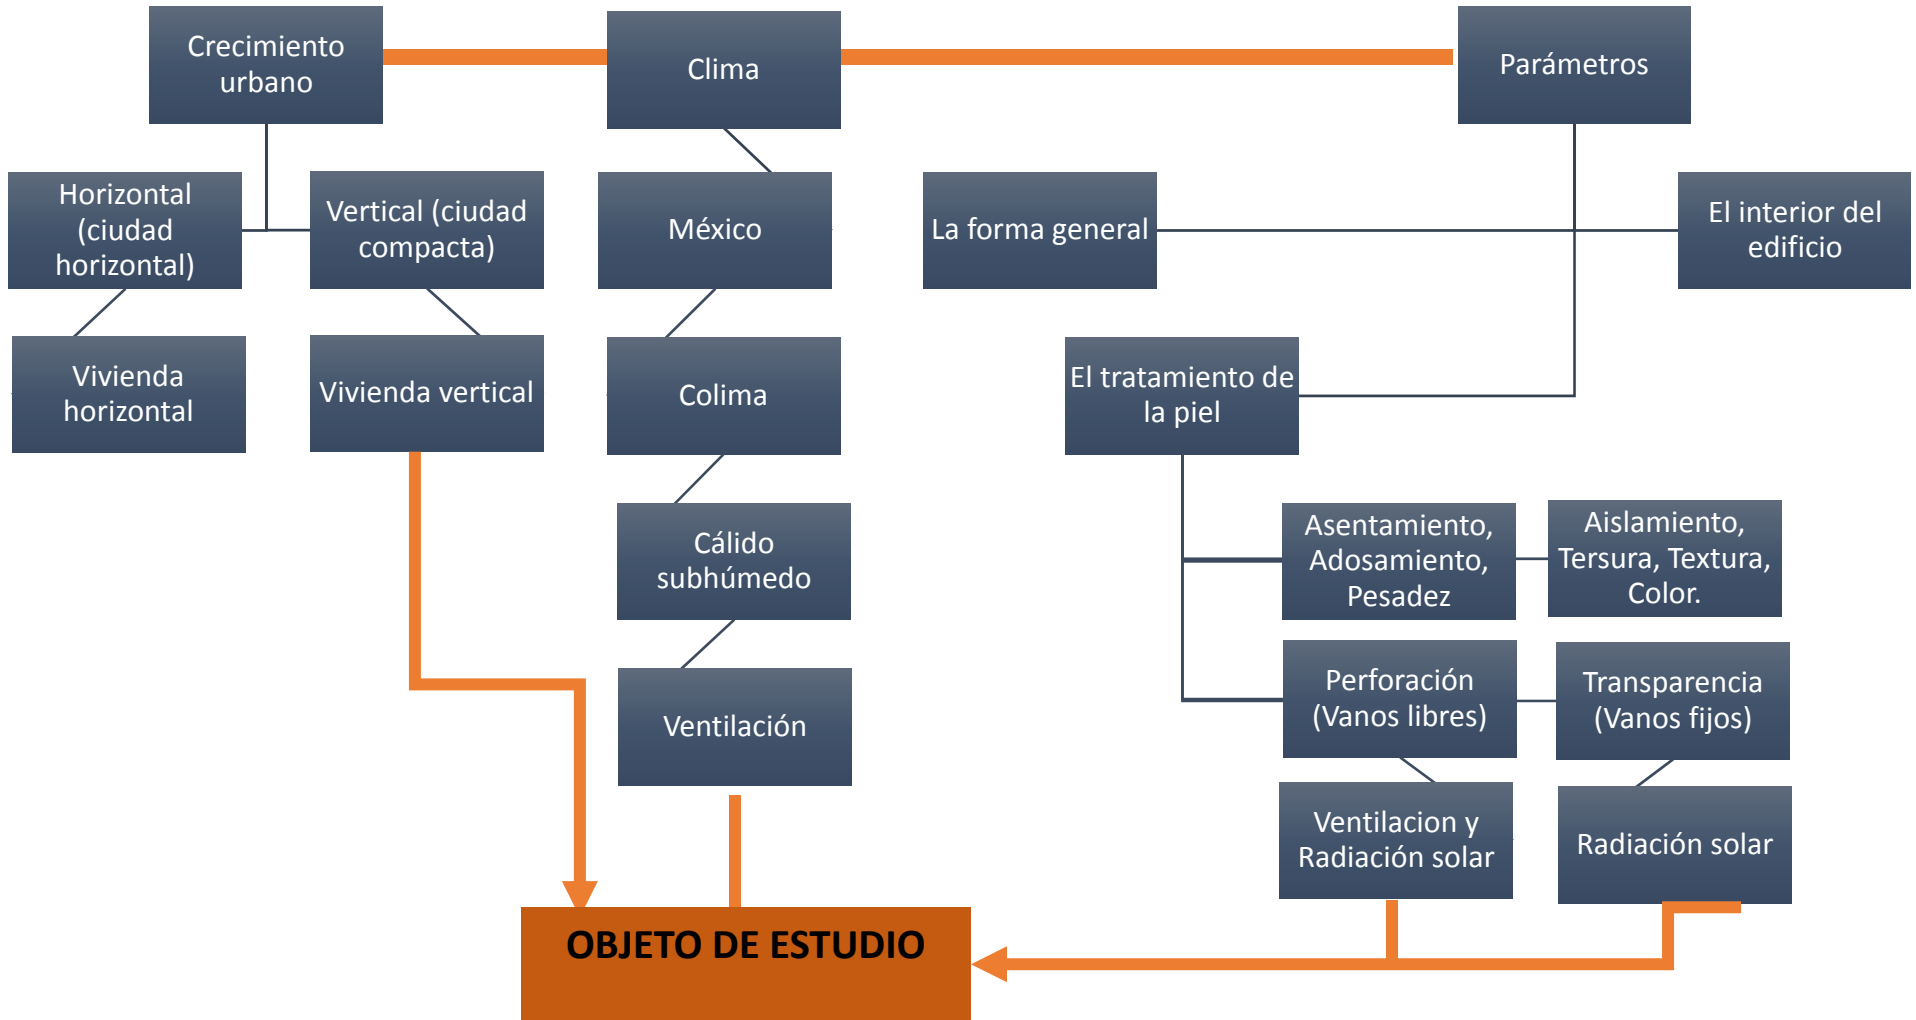 Crecimiento
urbano
Clima
Parámetros
Horizontal
(ciudad
horizontal)
Vertical (ciudad
compacta)
México
La forma general
El interior del
edificio
Vivienda
horizontal
Vivienda vertical
Colima
El tratamiento de
la piel
Cálido
subhúmedo
Asentamiento,
Adosamiento,
Pesadez
Aislamiento,
Tersura, Textura,
Color.
Ventilación
Perforación
(Vanos libres)
Transparencia
(Vanos fijos)
Ventilacion y
Radiación solar
Radiación solar
OBJETO DE ESTUDIO